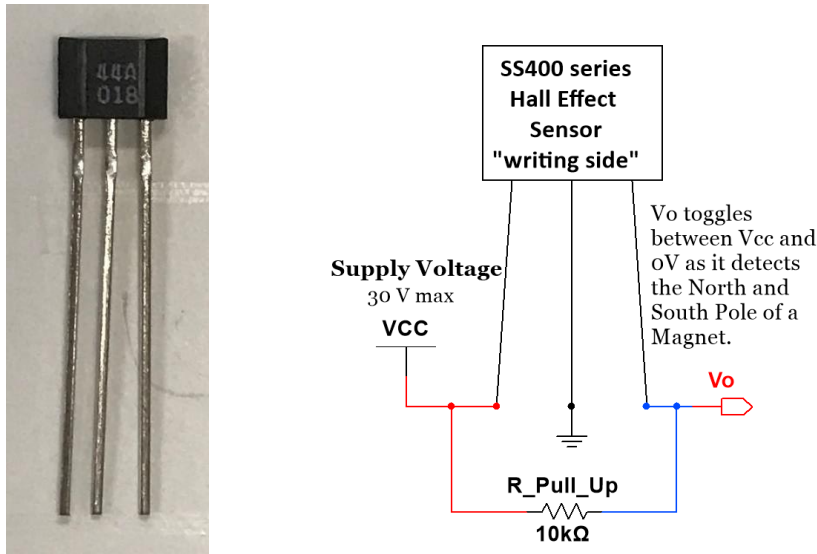 44A
018
SS400 series
Hall Effect
Sensor
"writing side"
Supply Voltage
30 V max
VCC
Vo toggles
between Vcc and
0V as it detects
the North and
South Pole of a
Magnet.
Vo
R_Pull_Up
10kΩ